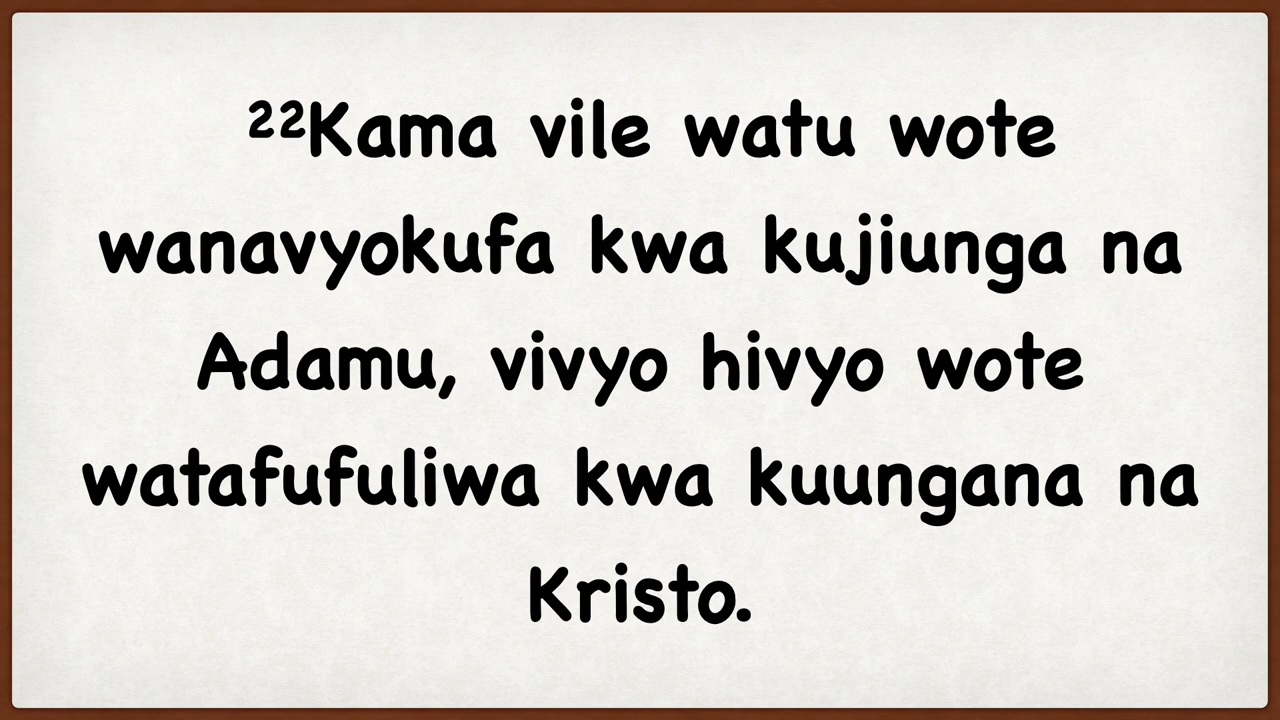 ²²Kama vile watu wote
wanavyokufa kwa kujiunga na
Adamu, vivyo hivyo wote
watafufuliwa kwa kuungana na
Kristo.